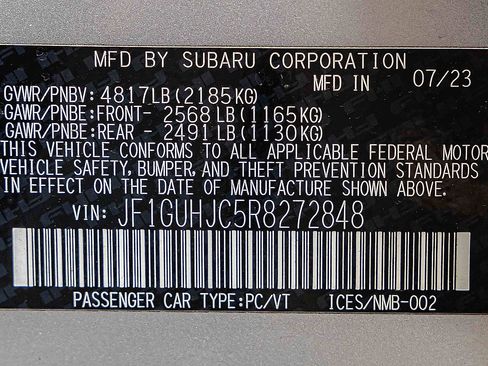 MFD BY SUBARU CORPORATION
MFD IN 07/23
GVWR/PNBV: 4817LB (2185KG)
GAWR/PNBE:FRONT- 2568 LB (1165KG)
GAWR/PNBE:REAR - 2491 LB (1130KG)
THIS VEHICLE CONFORMS TO ALL APPLICABLE FEDERAL MOTOR
VEHICLE SAFETY, BUMPER, AND THEFT PREVENTION STANDARDS
IN EFFECT ON THE DATE OF MANUFACTURE SHOWN ABOVE.
VIN: JF1GUHJC5R8272848
PASSENGER CAR TYPE:PC/VT ICES/NMB-002